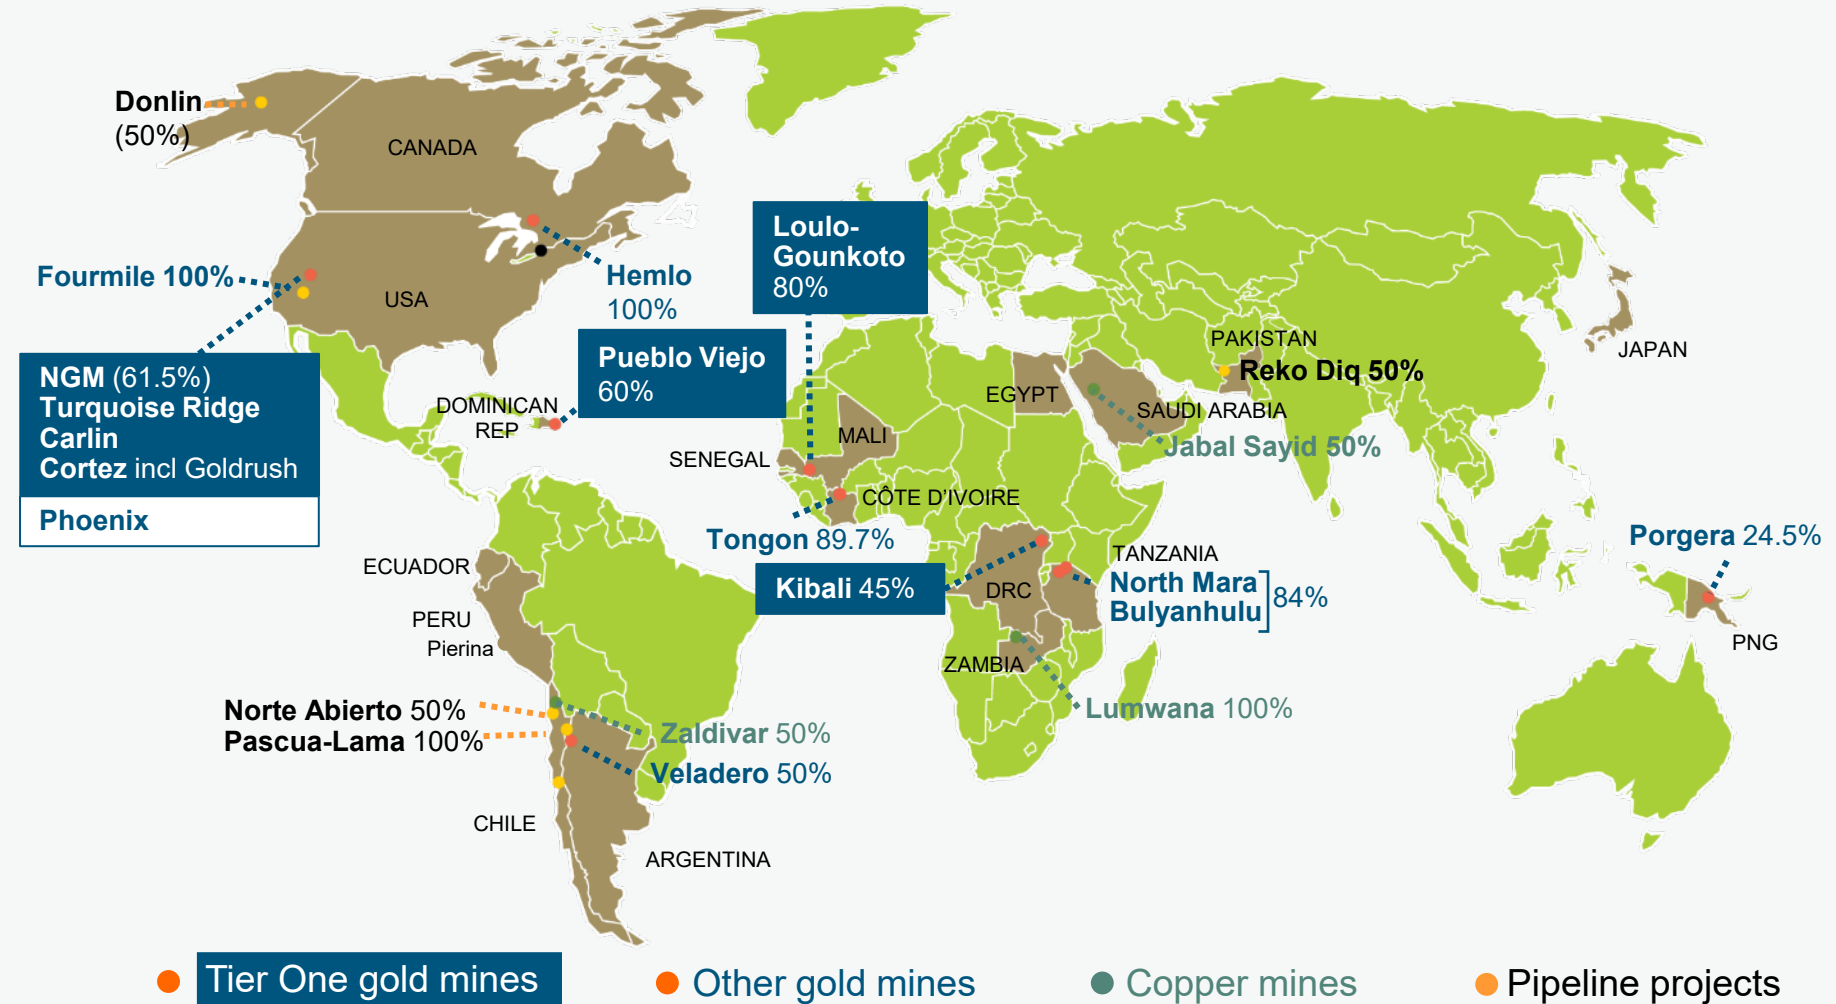 Donlin
(50%)
CANADA
Fourmile 100%
USA
Hemlo
100%
NGM (61.5%)
Turquoise Ridge
Carlin
Cortez incl Goldrush
Phoenix
Pueblo Viejo
60%
DOMINICAN
REP
Loulo-
Gounkoto
80%
PAKISTAN
Reko Diq 50%
JAPAN
EGYPT
SAUDI ARABIA
Jabal Sayid 50%
MALI
SENEGAL
CÔTE D'IVOIRE
Tongon 89.7%
Kibali 45%
DRC
TANZANIA
North Mara
Bulyanhulu
84%
Porgera 24.5%
PNG
ECUADOR
PERU
Pierina
ZAMBIA
Lumwana 100%
Norte Abierto 50%
Pascua-Lama 100%
Zaldivar 50%
Veladero 50%
CHILE
ARGENTINA
Tier One gold mines
Other gold mines
Copper mines
Pipeline projects